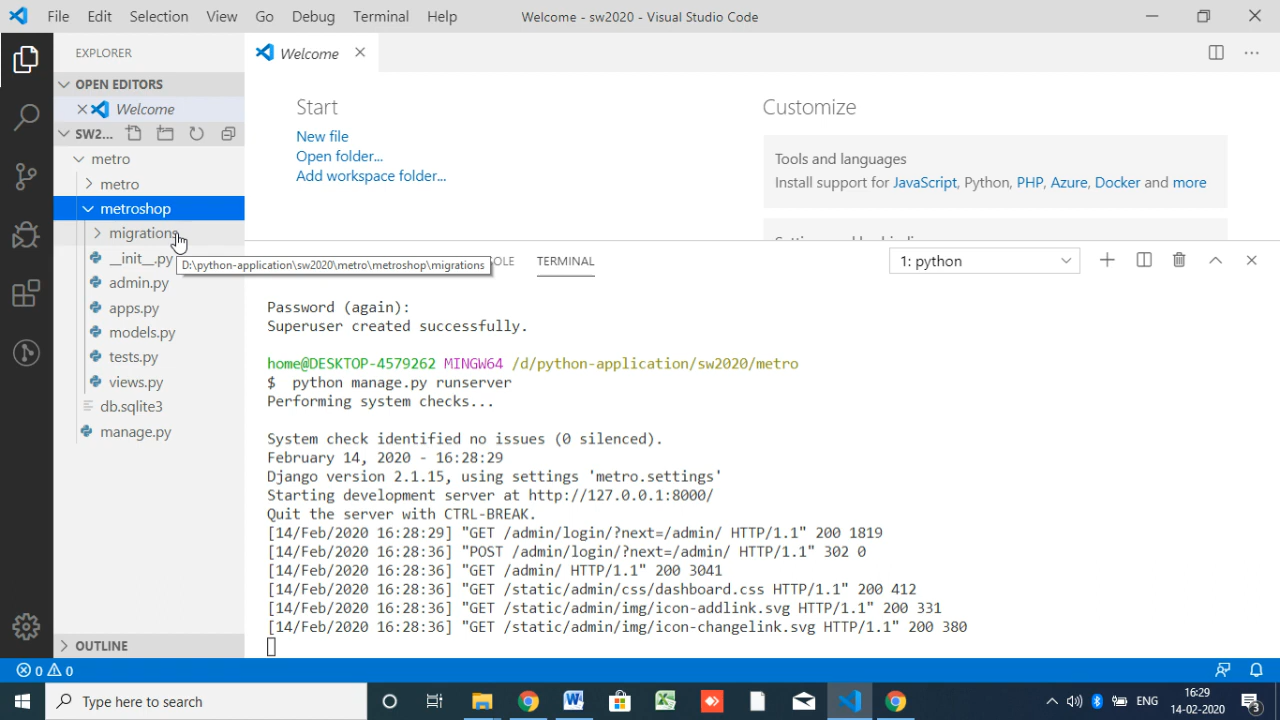 File Edit Selection View Go Debug Terminal Help
Welcome - sw2020 - Visual Studio Code
EXPLORER
OPEN EDITORS
Welcome
SW2...
metro
metro
metroshop
migrations
__init__.py
admin.py
apps.py
models.py
tests.py
views.py
db.sqlite3
manage.py
OUTLINE
D:\python-application\sw2020\metro\metroshop\migrations
Welcome
Start
New file
Open folder...
Add workspace folder...
Customize
Tools and languages
Install support for JavaScript, Python, PHP, Azure, Docker and more
OLE TERMINAL
1: python
Password (again):
Superuser created successfully.
home@DESKTOP-4579262 MINGW64 /d/python-application/sw2020/metro
$ python manage.py runserver
Performing system checks...
System check identified no issues (0 silenced).
February 14, 2020 - 16:28:29
Django version 2.1.15, using settings 'metro.settings'
Starting development server at http://127.0.0.1:8000/
Quit the server with CTRL-BREAK.
[14/Feb/2020 16:28:29] "GET /admin/login/?next=/admin/ HTTP/1.1" 200 1819
[14/Feb/2020 16:28:36] "POST /admin/login/?next=/admin/ HTTP/1.1" 302 0
[14/Feb/2020 16:28:36] "GET /admin/ HTTP/1.1" 200 3041
[14/Feb/2020 16:28:36] "GET /static/admin/css/dashboard.css HTTP/1.1" 200 412
[14/Feb/2020 16:28:36] "GET /static/admin/img/icon-addlink.svg HTTP/1.1" 200 331
[14/Feb/2020 16:28:36] "GET /static/admin/img/icon-changelink.svg HTTP/1.1" 200 380
0 0
Type here to search
ENG
16:29
14-02-2020
3